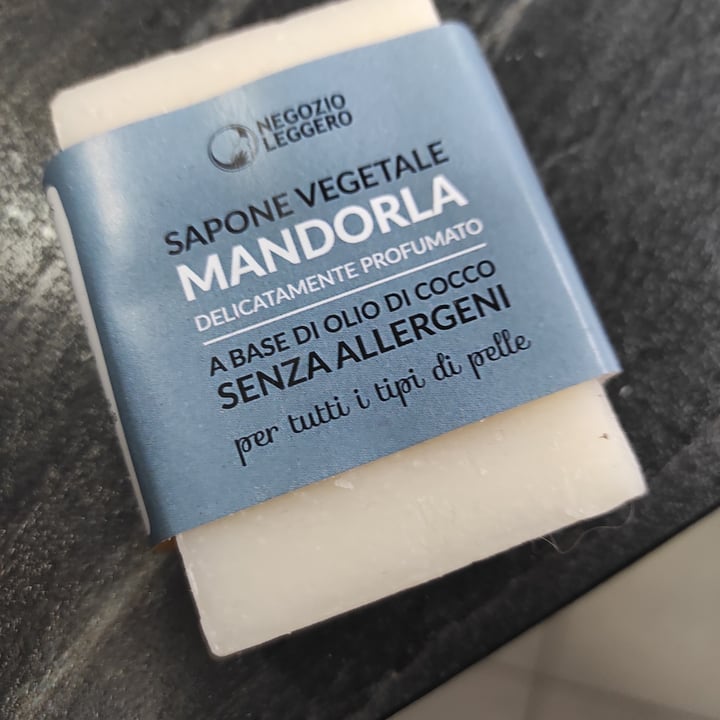 NEGOZIO
LEGGERO
SAPONE VEGETALE
MANDORLA
DELICATAMENTE PROFUMATO
A BASE DI OLIO DI COCCO
SENZA ALLERGENI
per tutti i tipi di pelle